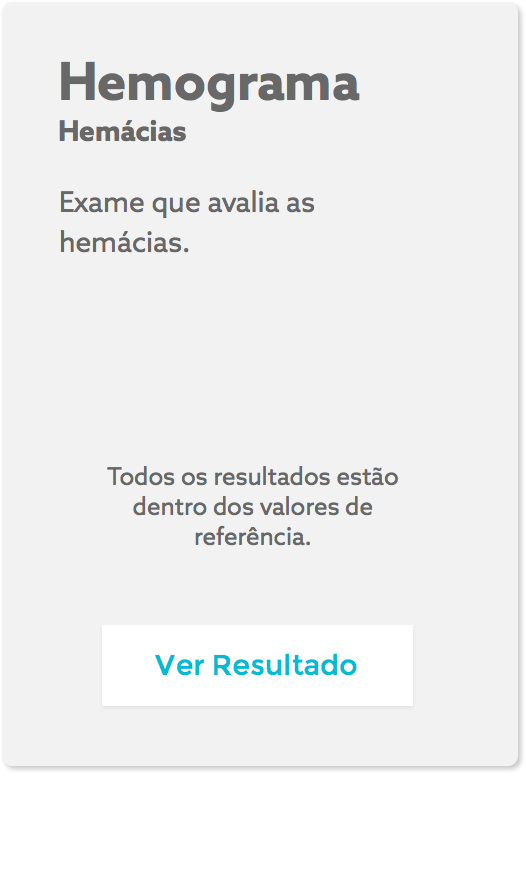 Hemograma
Hemácias
Exame que avalia as
hemácias.
Todos os resultados estão
dentro dos valores de
referência.
Ver Resultado